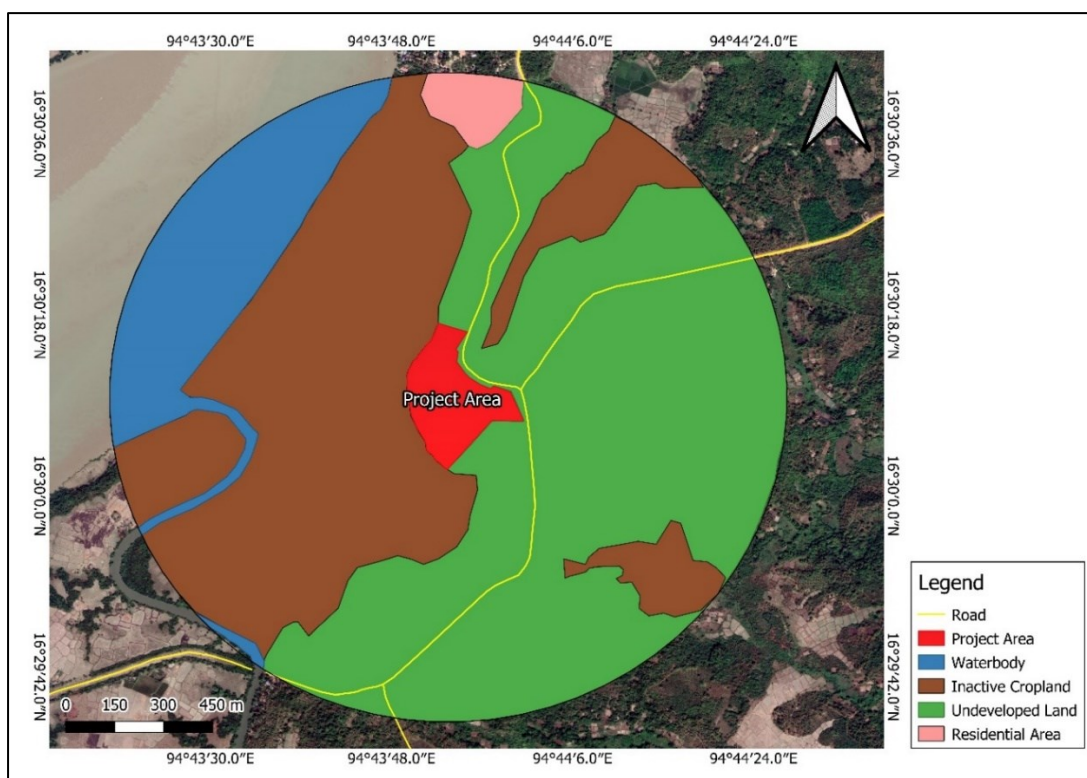 94°43′30.0″E 94°43′48.0″E 94°44′6.0″E 94°44′24.0″E
16°30′36.0″N 16°30′36.0″N
16°30′18.0″N 16°30′18.0″N
Project Area
16°30′0.0″N 16°30′0.0″N
16°29′42.0″N 16°29′42.0″N
0 150 300 450 m
94°43′30.0″E 94°43′48.0″E 94°44′6.0″E 94°44′24.0″E
Legend
Road
Project Area
Waterbody
Inactive Cropland
Undeveloped Land
Residential Area